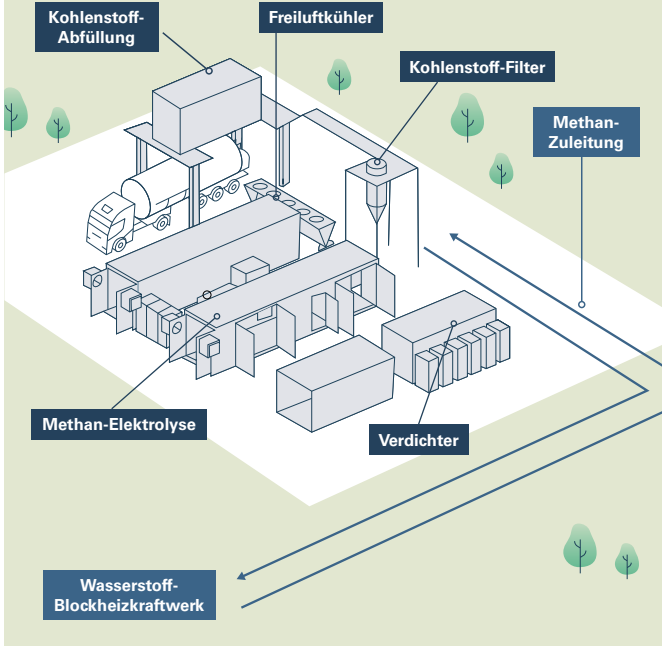 Kohlenstoff-
Abfüllung
Freiluftkühler
Kohlenstoff-Filter
Methan-
Zuleitung
Methan-Elektrolyse
Verdichter
Wasserstoff-
Blockheizkraftwerk